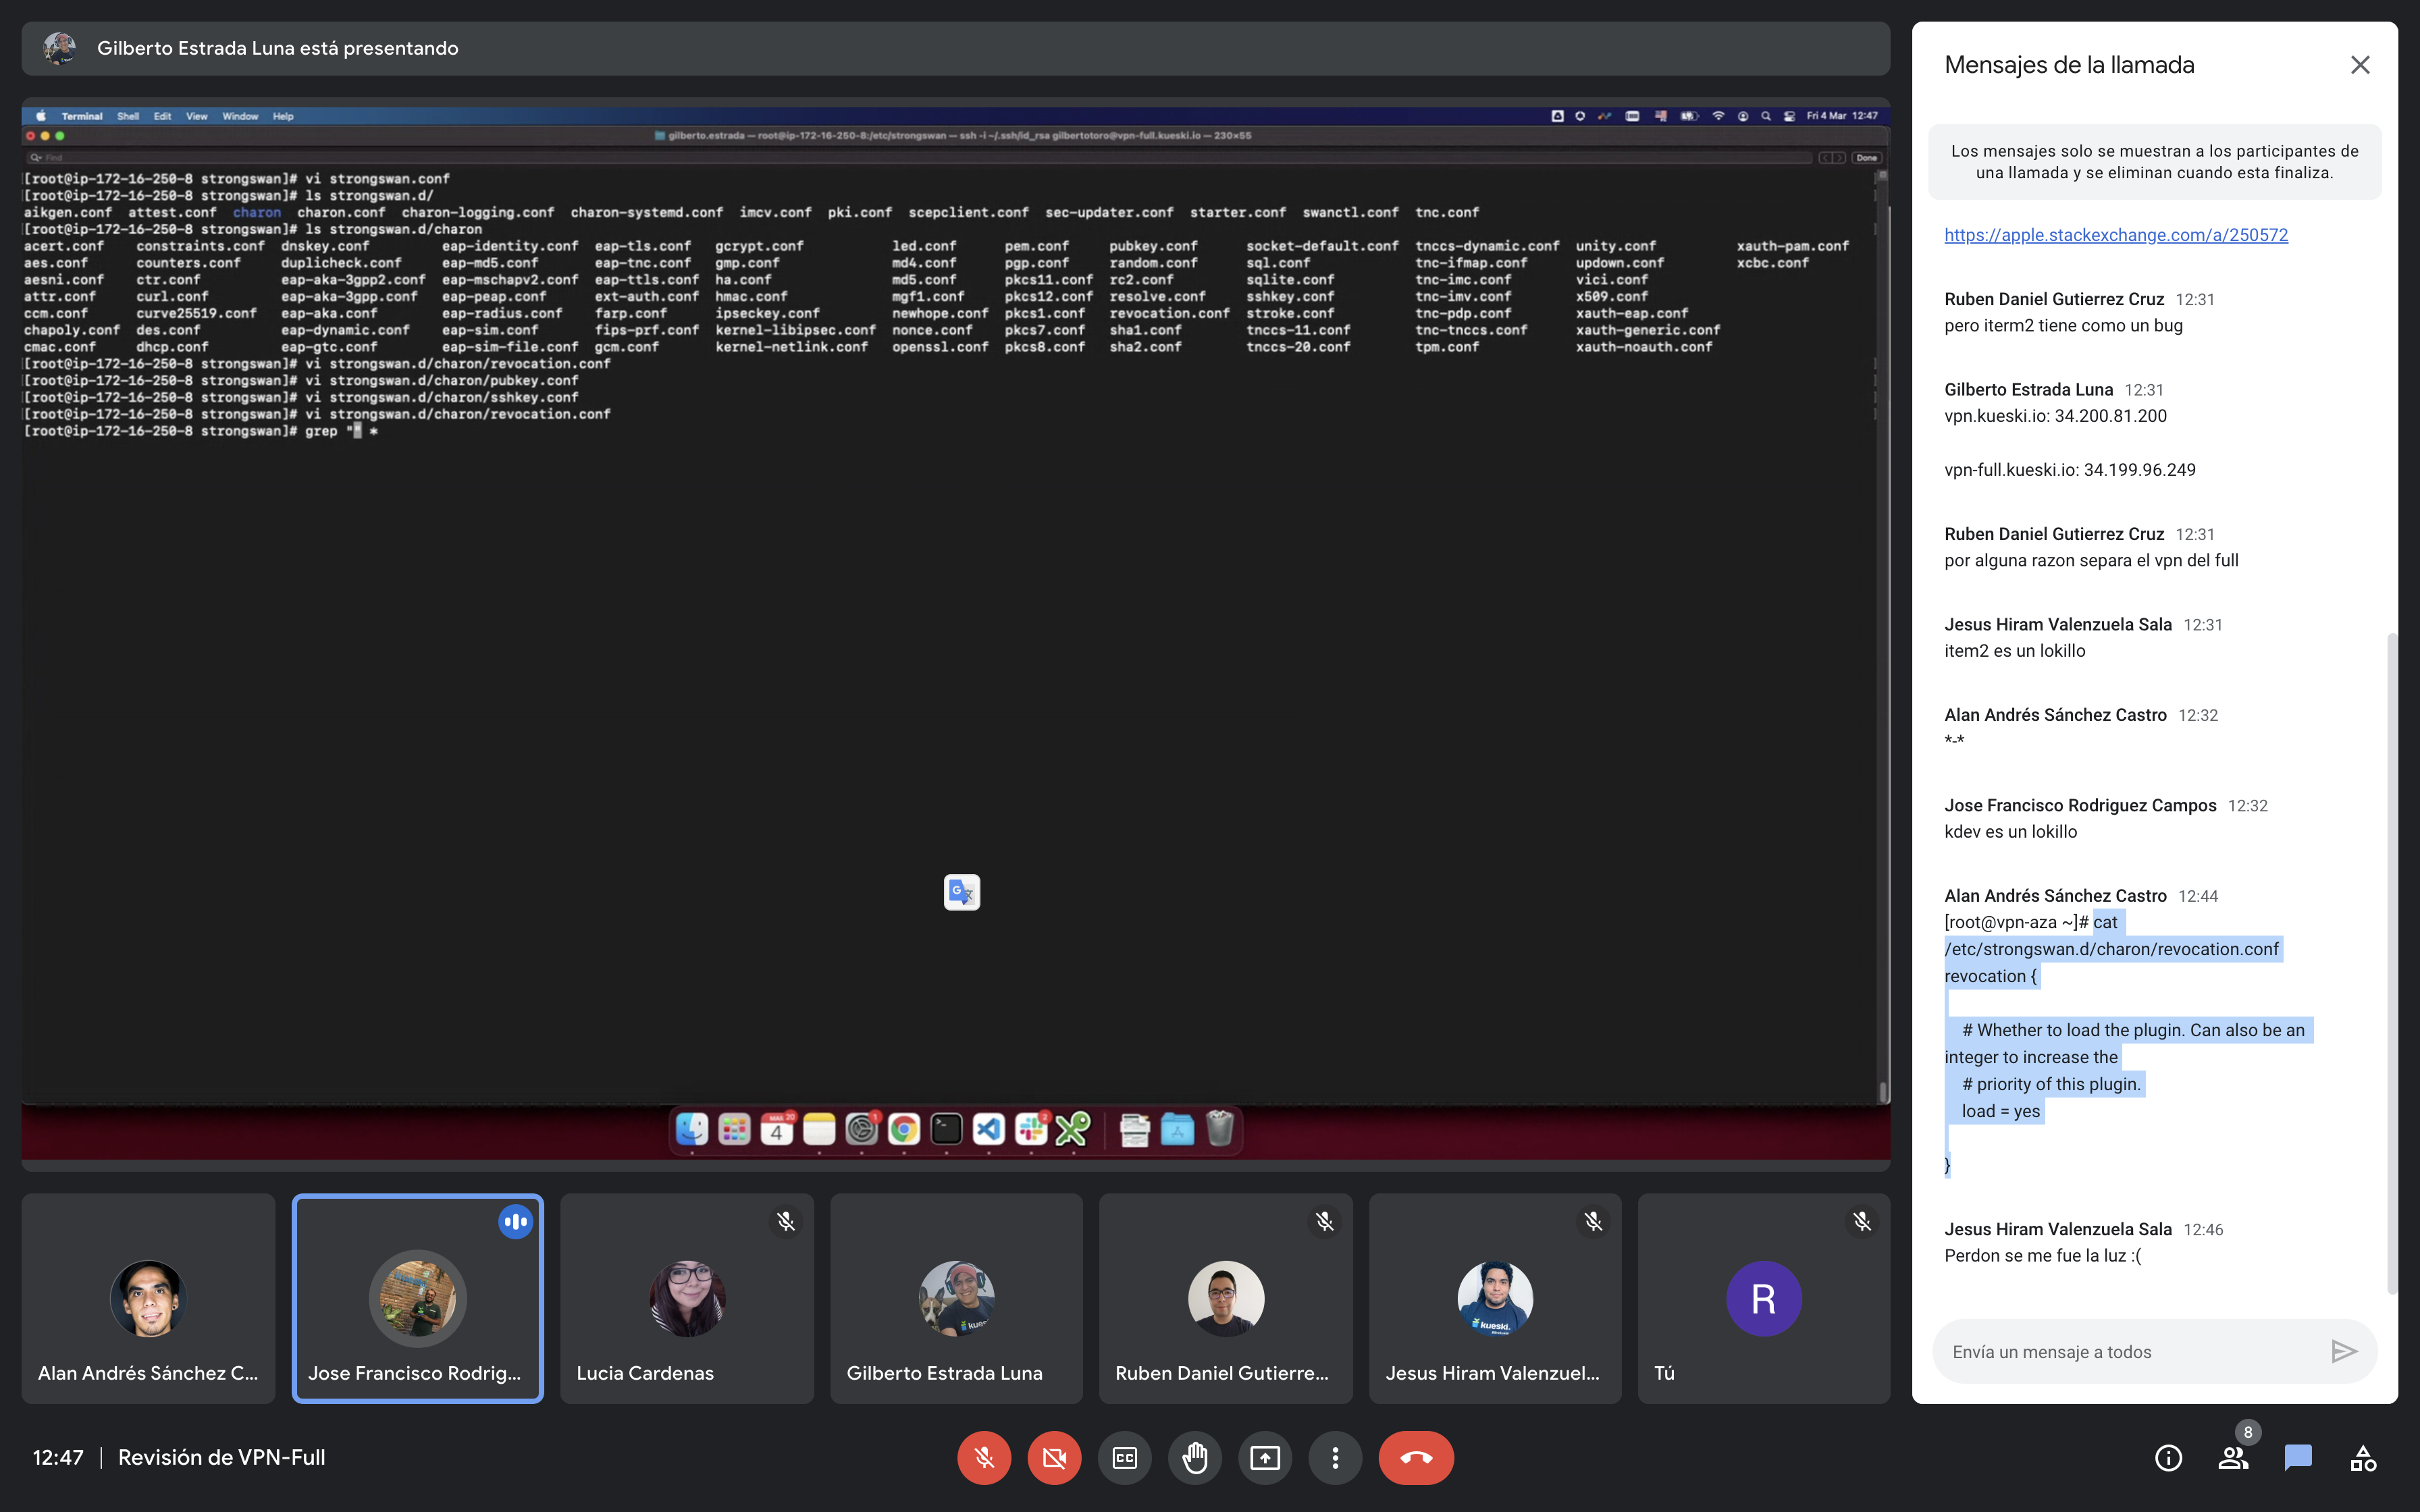 Gilberto Estrada Luna está presentando
Terminal Shell Edit View Window Help
Fri 4 Mar 12:47
gilberto.estrada — root@ip-172-16-250-8:/etc/strongswan — ssh -i ~/.ssh/id_rsa gilbertotoro@vpn-full.kueski.io — 230×55
Find
Done
[root@ip-172-16-250-8 strongswan]# vi strongswan.conf
[root@ip-172-16-250-8 strongswan]# ls strongswan.d/
aikgen.conf attest.conf charon charon.conf charon-logging.conf charon-systemd.conf imcv.conf pki.conf scepclient.conf sec-updater.conf starter.conf swanctl.conf tnc.conf
[root@ip-172-16-250-8 strongswan]# ls strongswan.d/charon
acert.conf constraints.conf dnskey.conf eap-identity.conf eap-tls.conf gcrypt.conf led.conf pem.conf pubkey.conf socket-default.conf tnccs-dynamic.conf unity.conf xauth-pam.conf
aes.conf counters.conf duplicheck.conf eap-md5.conf eap-tnc.conf gmp.conf md4.conf pgp.conf random.conf sql.conf tnc-ifmap.conf updown.conf xcbc.conf
aesni.conf ctr.conf eap-aka-3gpp2.conf eap-mschapv2.conf eap-ttls.conf ha.conf md5.conf pkcs11.conf rc2.conf sqlite.conf tnc-imc.conf vici.conf
attr.conf curl.conf eap-aka-3gpp.conf eap-peap.conf ext-auth.conf hmac.conf mgf1.conf pkcs12.conf resolve.conf sshkey.conf tnc-imv.conf x509.conf
ccm.conf curve25519.conf eap-aka.conf eap-radius.conf farp.conf ipseckey.conf newhope.conf pkcs1.conf revocation.conf stroke.conf tnc-pdp.conf xauth-eap.conf
chapoly.conf des.conf eap-dynamic.conf eap-sim.conf fips-prf.conf kernel-libipsec.conf nonce.conf pkcs7.conf sha1.conf tnccs-11.conf tnc-tnccs.conf xauth-generic.conf
cmac.conf dhcp.conf eap-gtc.conf eap-sim-file.conf gcm.conf kernel-netlink.conf openssl.conf pkcs8.conf sha2.conf tnccs-20.conf tpm.conf xauth-noauth.conf
[root@ip-172-16-250-8 strongswan]# vi strongswan.d/charon/revocation.conf
[root@ip-172-16-250-8 strongswan]# vi strongswan.d/charon/pubkey.conf
[root@ip-172-16-250-8 strongswan]# vi strongswan.d/charon/sshkey.conf
[root@ip-172-16-250-8 strongswan]# vi strongswan.d/charon/revocation.conf
[root@ip-172-16-250-8 strongswan]# grep "" *
MAR 20
4
1
2
Alan Andrés Sánchez C...
Jose Francisco Rodrig...
Lucia Cardenas
Gilberto Estrada Luna
Ruben Daniel Gutierre...
kueski.
Jesus Hiram Valenzuel...
R
Tú
12:47 | Revisión de VPN-Full
CC
8
Mensajes de la llamada
Los mensajes solo se muestran a los participantes de
una llamada y se eliminan cuando esta finaliza.
https://apple.stackexchange.com/a/250572
Ruben Daniel Gutierrez Cruz 12:31
pero iterm2 tiene como un bug
Gilberto Estrada Luna 12:31
vpn.kueski.io: 34.200.81.200
vpn-full.kueski.io: 34.199.96.249
Ruben Daniel Gutierrez Cruz 12:31
por alguna razon separa el vpn del full
Jesus Hiram Valenzuela Sala 12:31
item2 es un lokillo
Alan Andrés Sánchez Castro 12:32
*-*
Jose Francisco Rodriguez Campos 12:32
kdev es un lokillo
Alan Andrés Sánchez Castro 12:44
[root@vpn-aza ~]# cat
/etc/strongswan.d/charon/revocation.conf
revocation {
# Whether to load the plugin. Can also be an
integer to increase the
# priority of this plugin.
load = yes
}
Jesus Hiram Valenzuela Sala 12:46
Perdon se me fue la luz :(
Envía un mensaje a todos